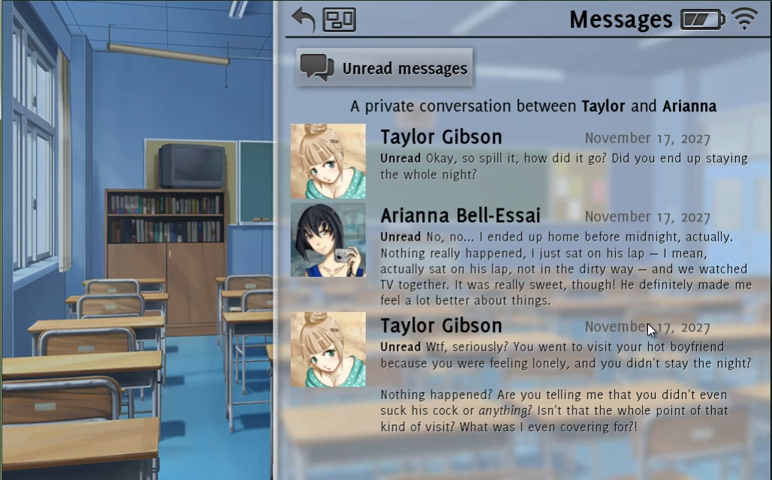 Messages
Unread messages
A private conversation between Taylor and Arianna
Taylor Gibson
November 17, 2027
Unread Okay, so spill it, how did it go? Did you end up staying
the whole night?
Arianna Bell-Essai
November 17, 2027
Unread No, no... I ended up home before midnight, actually.
Nothing really happened, I just sat on his lap — I mean,
actually sat on his lap, not in the dirty way — and we watched
TV together. It was really sweet, though! He definitely made me
feel a lot better about things.
Taylor Gibson
November 17, 2027
Unread Wtf, seriously? You went to visit your hot boyfriend
because you were feeling lonely, and you didn't stay the night?
Nothing happened? Are you telling me that you didn't even
suck his cock or anything? Isn't that the whole point of that
kind of visit? What was I even covering for?!